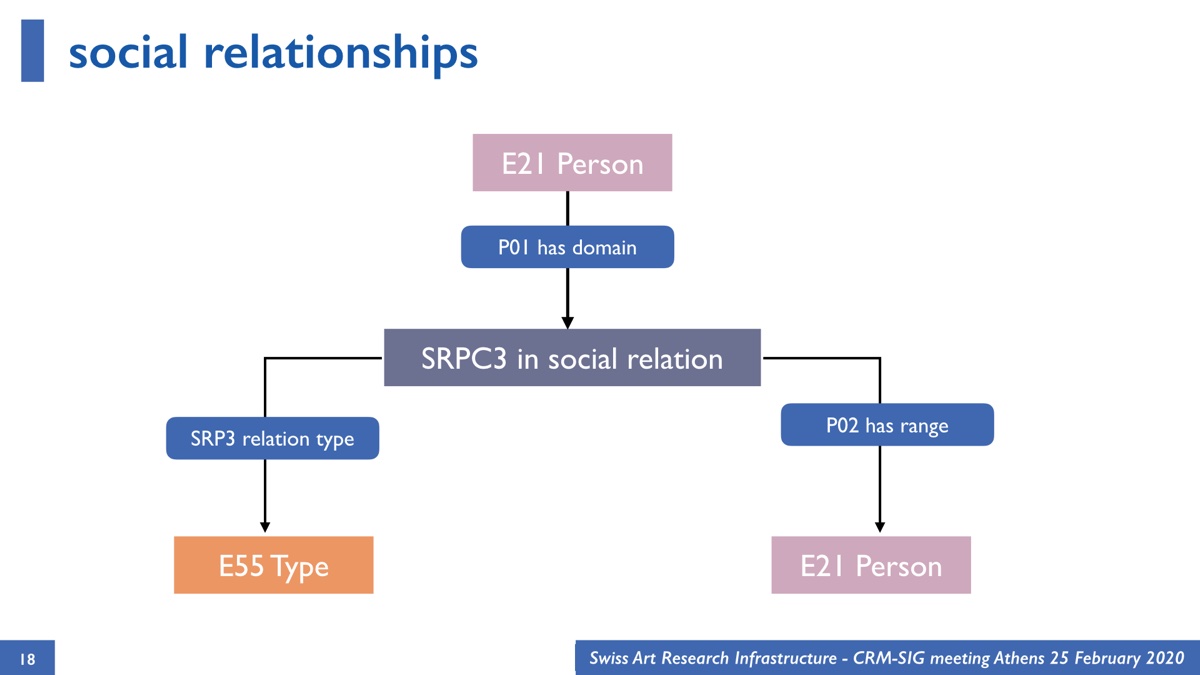 social relationships
E21 Person
P01 has domain
SRPC3 in social relation
SRP3 relation type
P02 has range
E55 Type
E21 Person
18
Swiss Art Research Infrastructure - CRM-SIG meeting Athens 25 February 2020